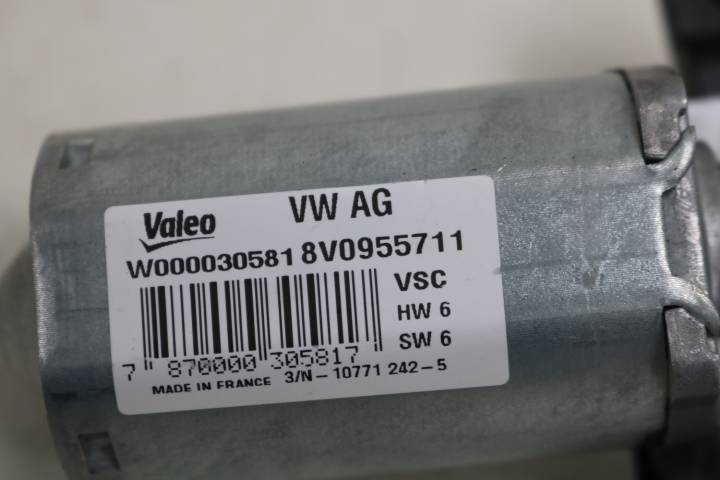 Valeo VW AG
W000030581 8V0955711
VSC
HW 6
SW 6
7 870000 305817
MADE IN FRANCE 3/N-10771 242-5